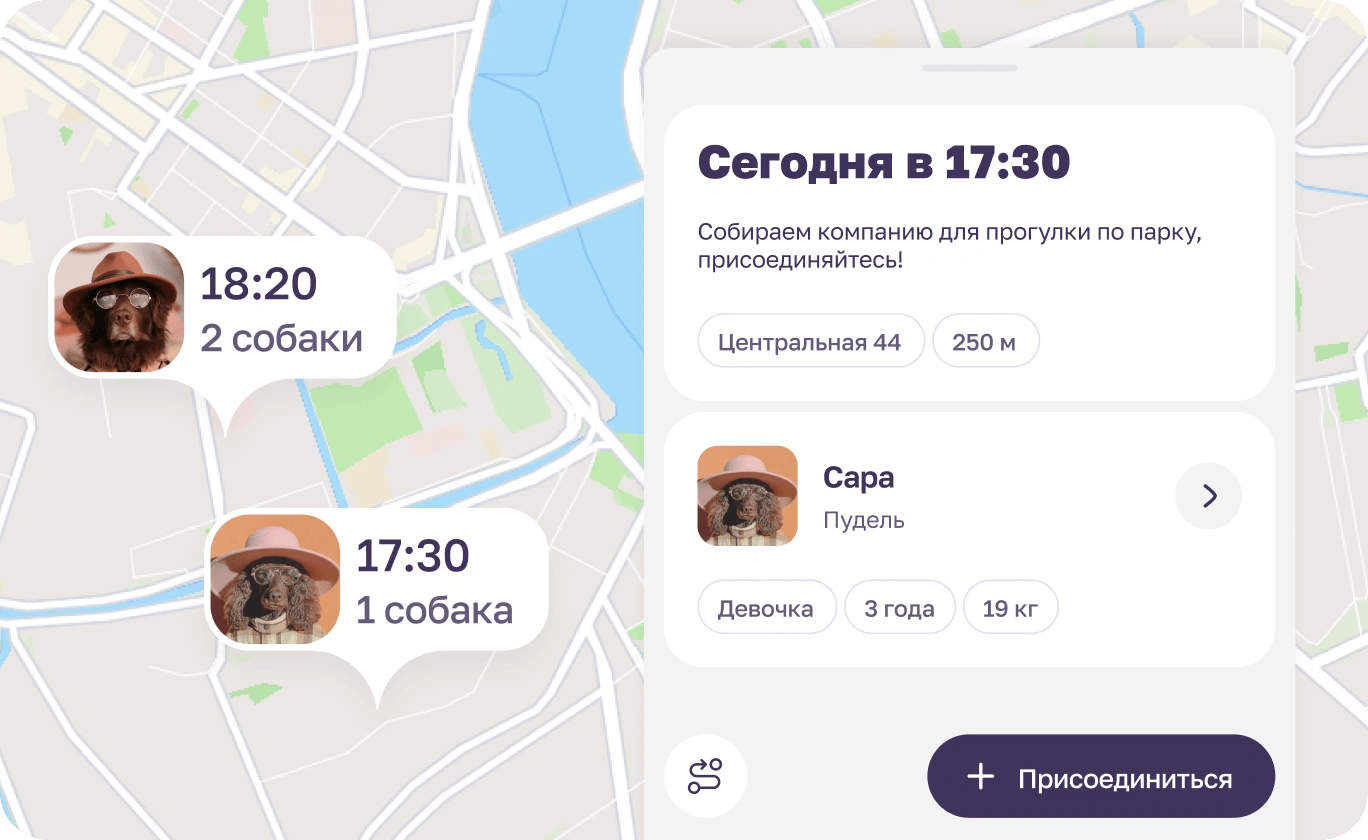 18:20
2 собаки
17:30
1 собака
Сегодня в 17:30
Собираем компанию для прогулки по парку,
присоединяйтесь!
Центральная 44
250 м
Сара
Пудель
Девочка
3 года
19 кг
Присоединиться